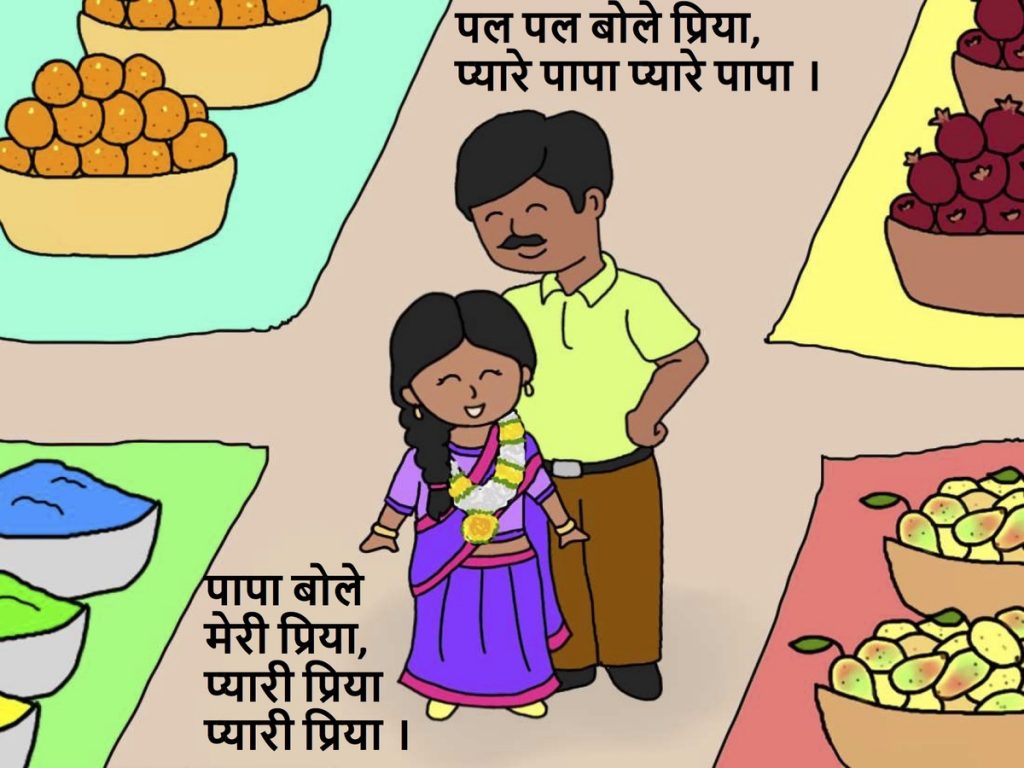 पल पल बोले प्रिया,
प्यारे पापा प्यारे पापा ।
पापा बोले
मेरी प्रिया,
प्यारी प्रिया
प्यारी प्रिया ।